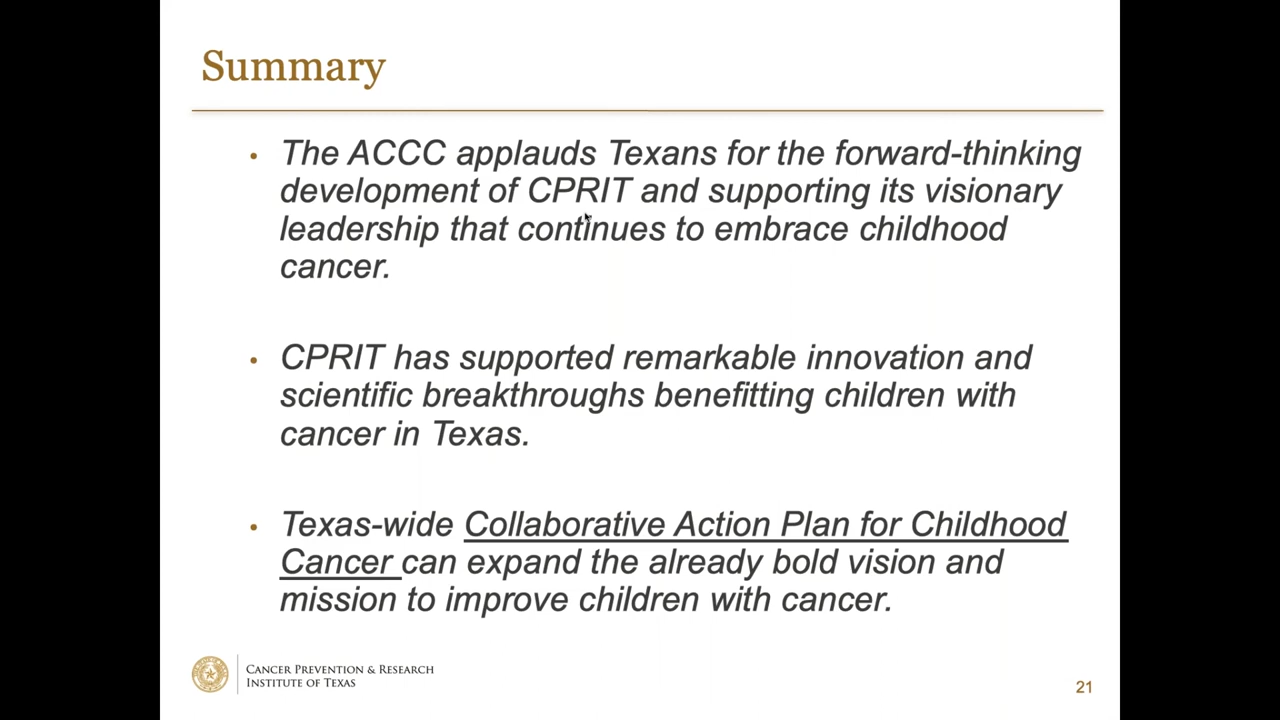 Summary
• The ACCC applauds Texans for the forward-thinking
development of CPRIT and supporting its visionary
leadership that continues to embrace childhood
cancer.
• CPRIT has supported remarkable innovation and
scientific breakthroughs benefitting children with
cancer in Texas.
• Texas-wide Collaborative Action Plan for Childhood
Cancer can expand the already bold vision and
mission to improve children with cancer.
Cancer Prevention & Research
Institute of Texas
21